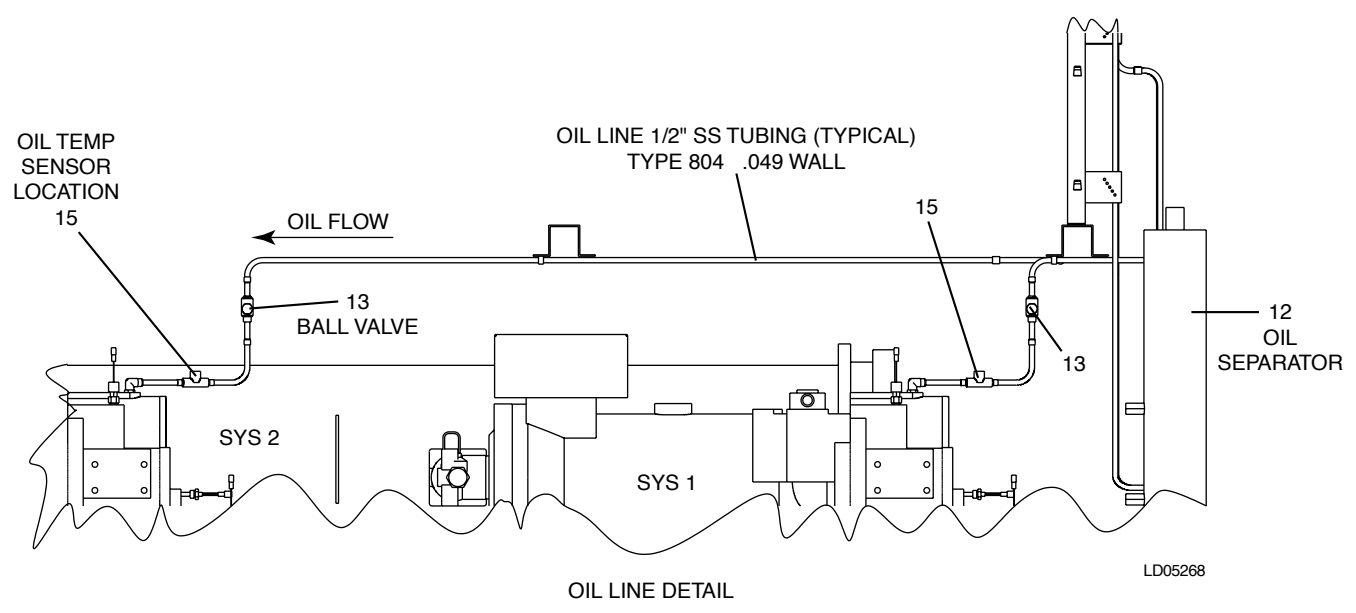 OIL TEMP
SENSOR
LOCATION
15
OIL FLOW
OIL LINE 1/2" SS TUBING (TYPICAL)
TYPE 804 .049 WALL
15
13
BALL VALVE
13
12
OIL
SEPARATOR
SYS 2
SYS 1
LD05268
OIL LINE DETAIL